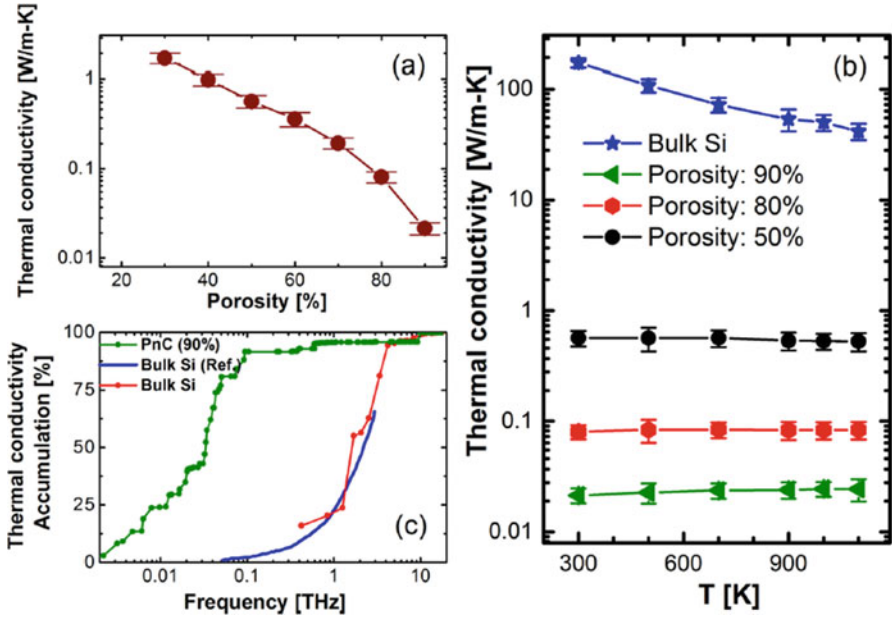 Thermal conductivity [W/m-K]
1
0.1
0.01
(a)
20 40 60 80
Porosity [%]
Thermal conductivity
Accumulation [%]
100
75
50
25
0
PnC (90%)
Bulk Si (Ref.)
Bulk Si
(c)
0.01 0.1 1 10
Frequency [THz]
Thermal conductivity [W/m-K]
100
10
1
0.1
0.01
(b)
Bulk Si
Porosity: 90%
Porosity: 80%
Porosity: 50%
300 600 900
T [K]